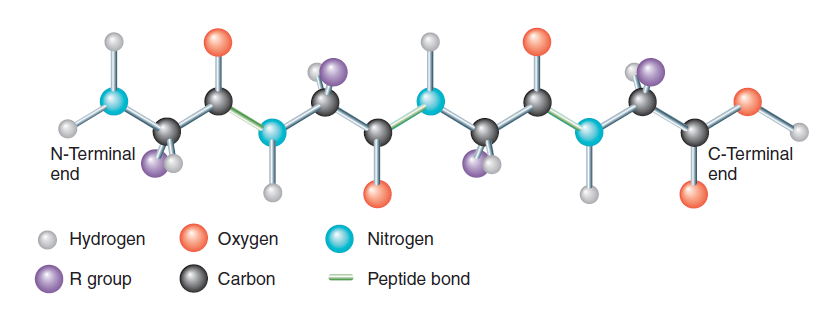 N-Terminal
end
C-Terminal
end
Hydrogen
Oxygen
Nitrogen
R group
Carbon
Peptide bond